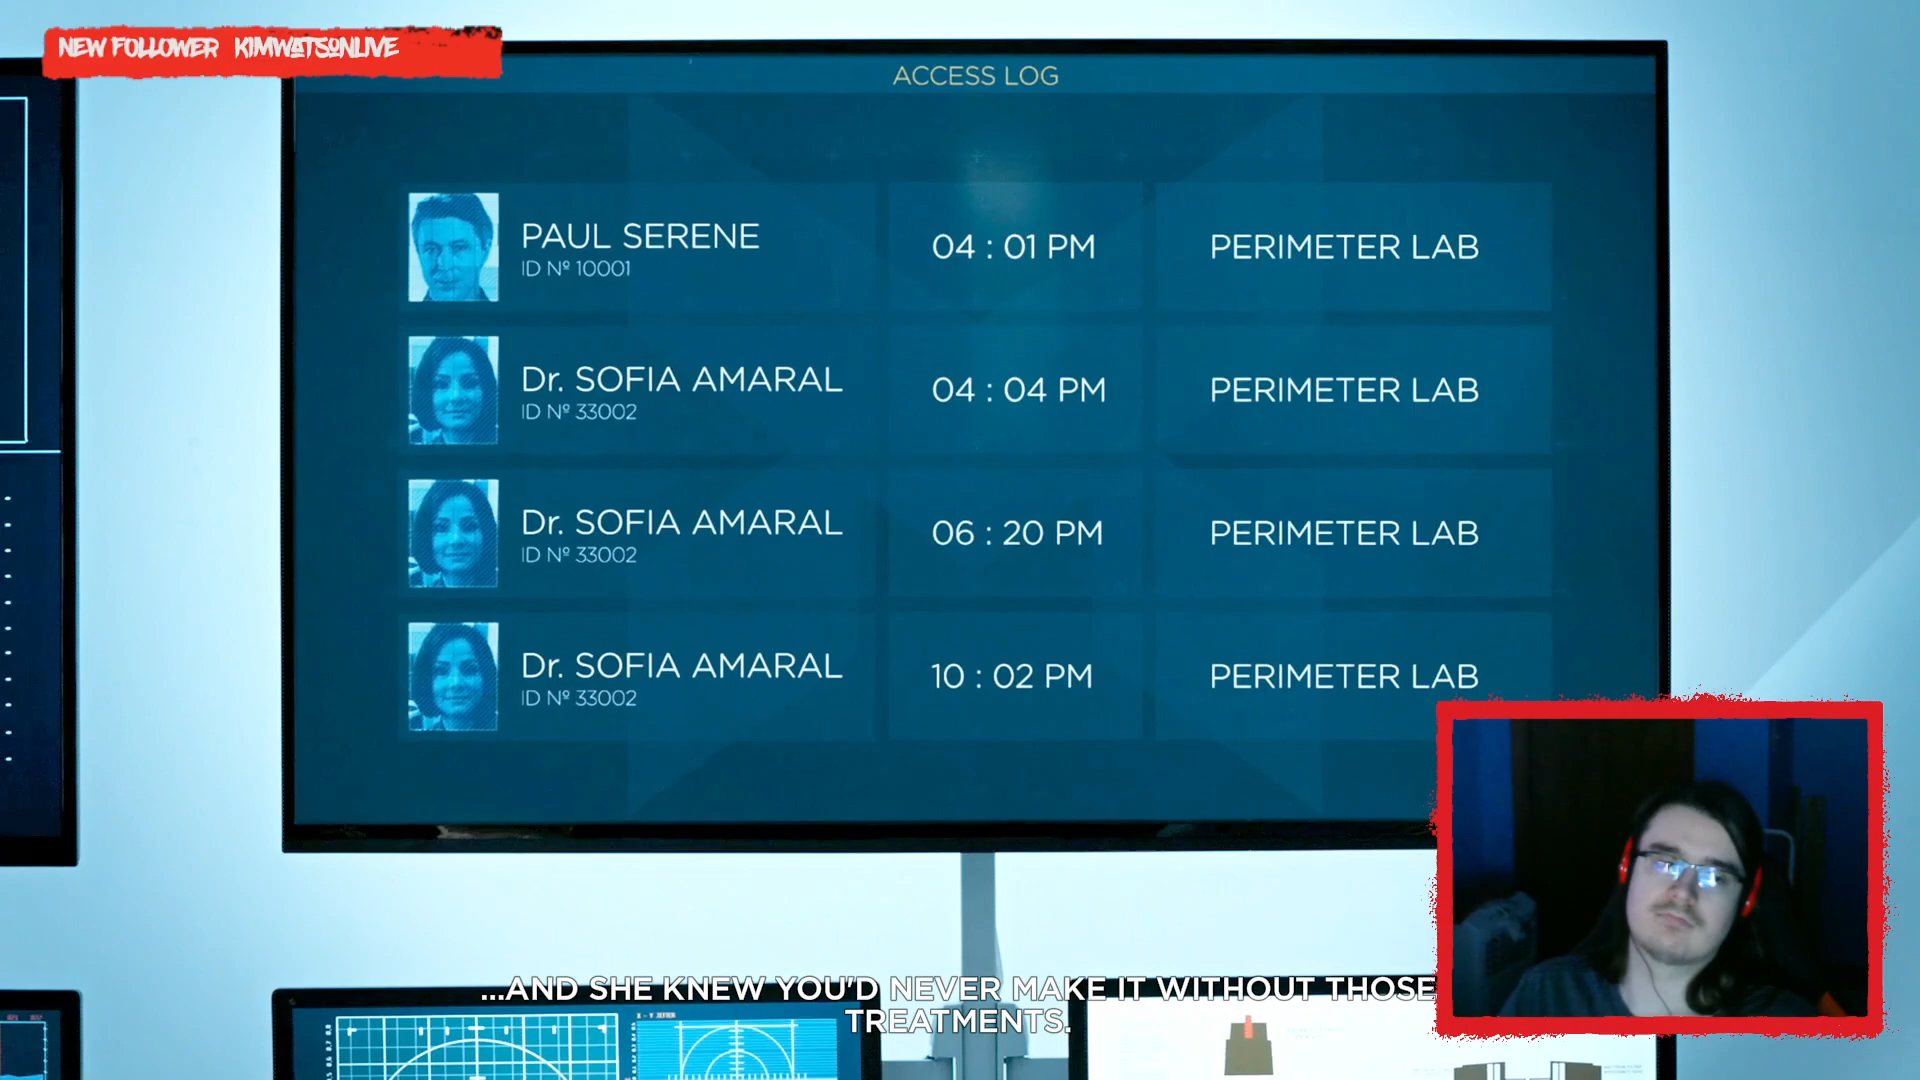 NEW FOLLOWER KIMWATSONLIVE
ACCESS LOG
PAUL SERENE
ID Nº 10001
04 : 01 PM
PERIMETER LAB
Dr. SOFIA AMARAL
ID Nº 33002
04 : 04 PM
PERIMETER LAB
Dr. SOFIA AMARAL
ID Nº 33002
06 : 20 PM
PERIMETER LAB
Dr. SOFIA AMARAL
ID Nº 33002
10 : 02 PM
PERIMETER LAB
...AND SHE KNEW YOU'D NEVER MAKE IT WITHOUT THOSE
TREATMENTS.